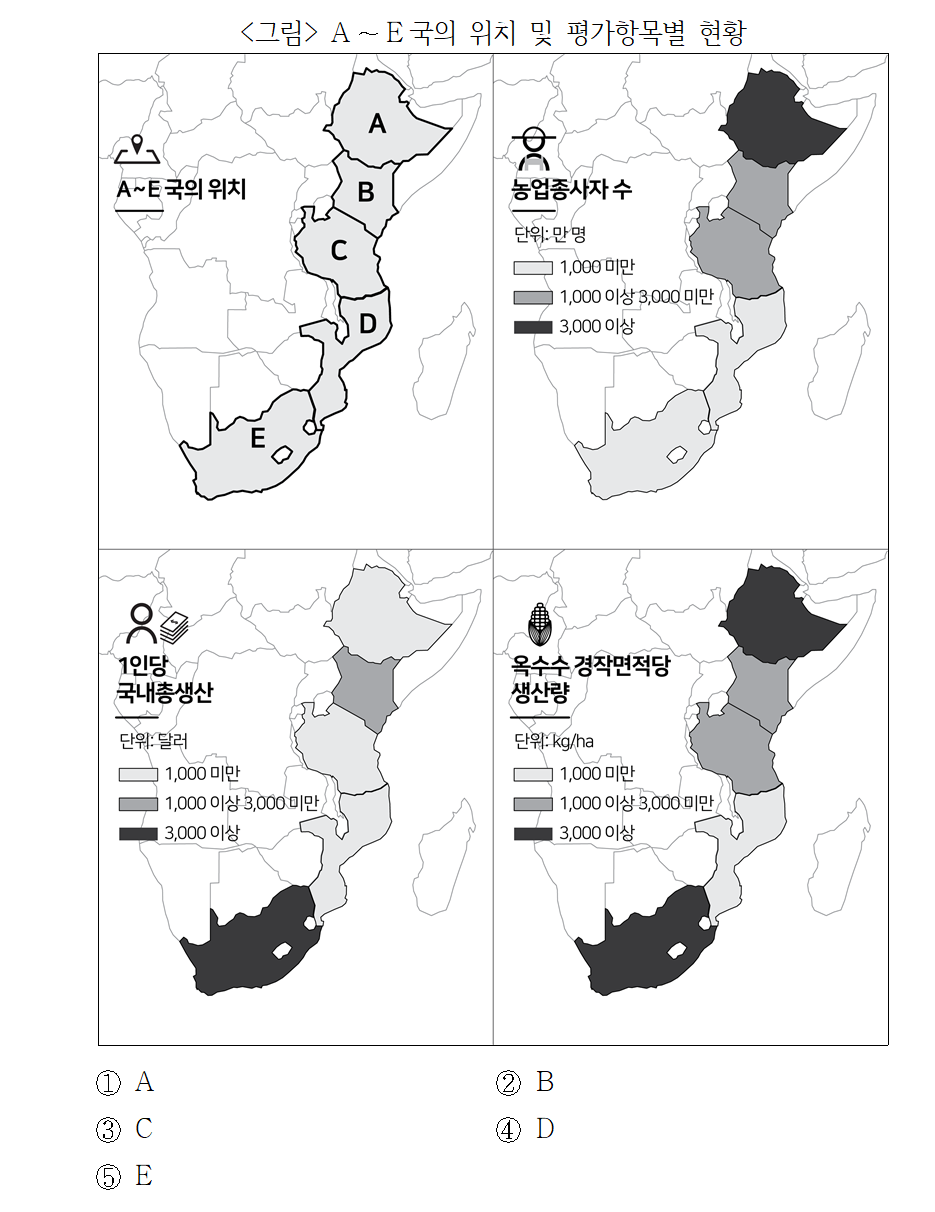 <그림> A ~ E국의 위치 및 평가항목별 현황
A
B
C
D
E
A~E 국의 위치
농업종사자 수
단위: 만 명
1,000 미만
1,000 이상 3,000 미만
3,000 이상
1인당
국내총생산
단위: 달러
1,000 미만
1,000 이상 3,000 미만
3,000 이상
옥수수 경작면적당
생산량
단위: kg/ha
1,000 미만
1,000 이상 3,000 미만
3,000 이상
① A
② B
③ C
④ D
⑤ E